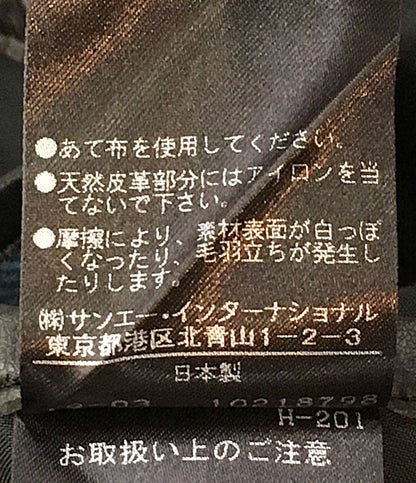 ●あて布を使用してください。
●天然皮革部分にはアイロンを当
てないで下さい。
●摩擦により、素材表面が白っぽ
くなったり、毛羽立ちが発生し
たりします。
㈱サンエー・インターナショナル
東京都港区北青山1-2-3
日本製
10218798
H-201
お取扱い上のご注意